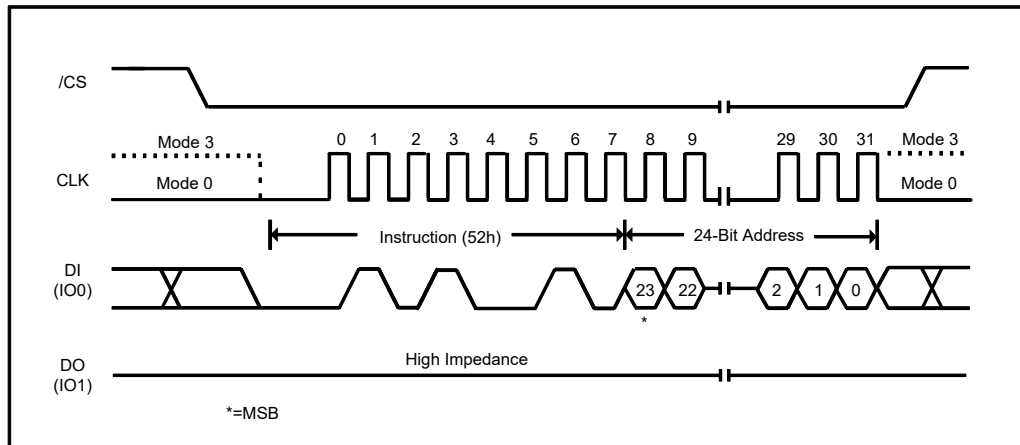 /CS
0 1 2 3 4 5 6 7 8 9 29 30 31
Mode 3 Mode 3
CLK
Mode 0 Mode 0
Instruction (52h) 24-Bit Address
DI
(IO0)
23 22 2 1 0
*
High Impedance
DO
(IO1)
*=MSB